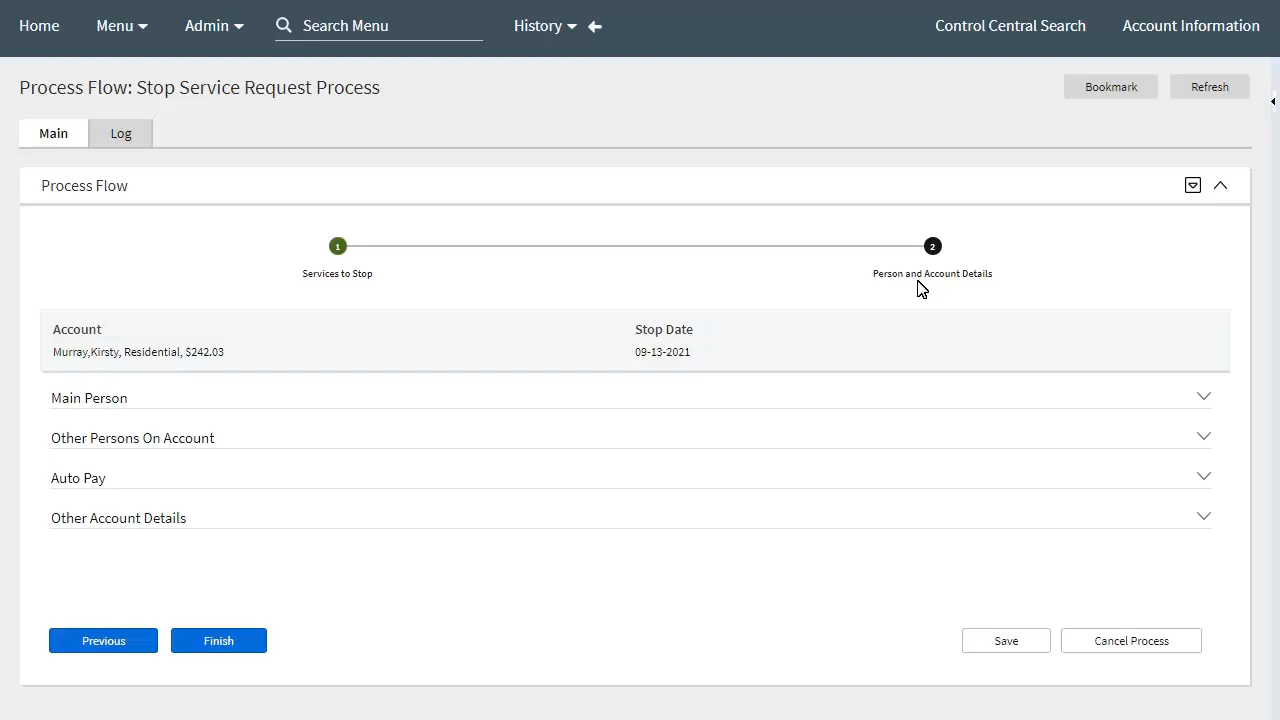 Home Menu Admin Search Menu History Control Central Search Account Information
Process Flow: Stop Service Request Process
Bookmark Refresh
Main Log
Process Flow
1 2
Services to Stop Person and Account Details
Account Stop Date
Murray,Kirsty, Residential, $242.03 09-13-2021
Main Person
Other Persons On Account
Auto Pay
Other Account Details
Previous Finish Save Cancel Process